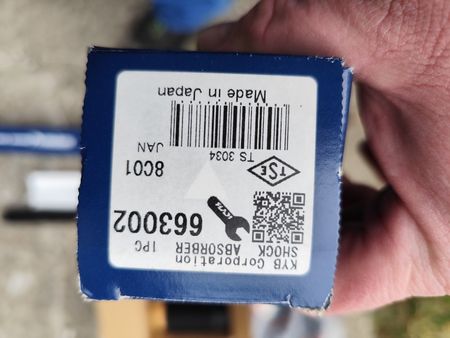 KYB Corporation
SHOCK ABSORBER 1PC
663002
8C01
TSE
JAN
TS 3034
Made in Japan